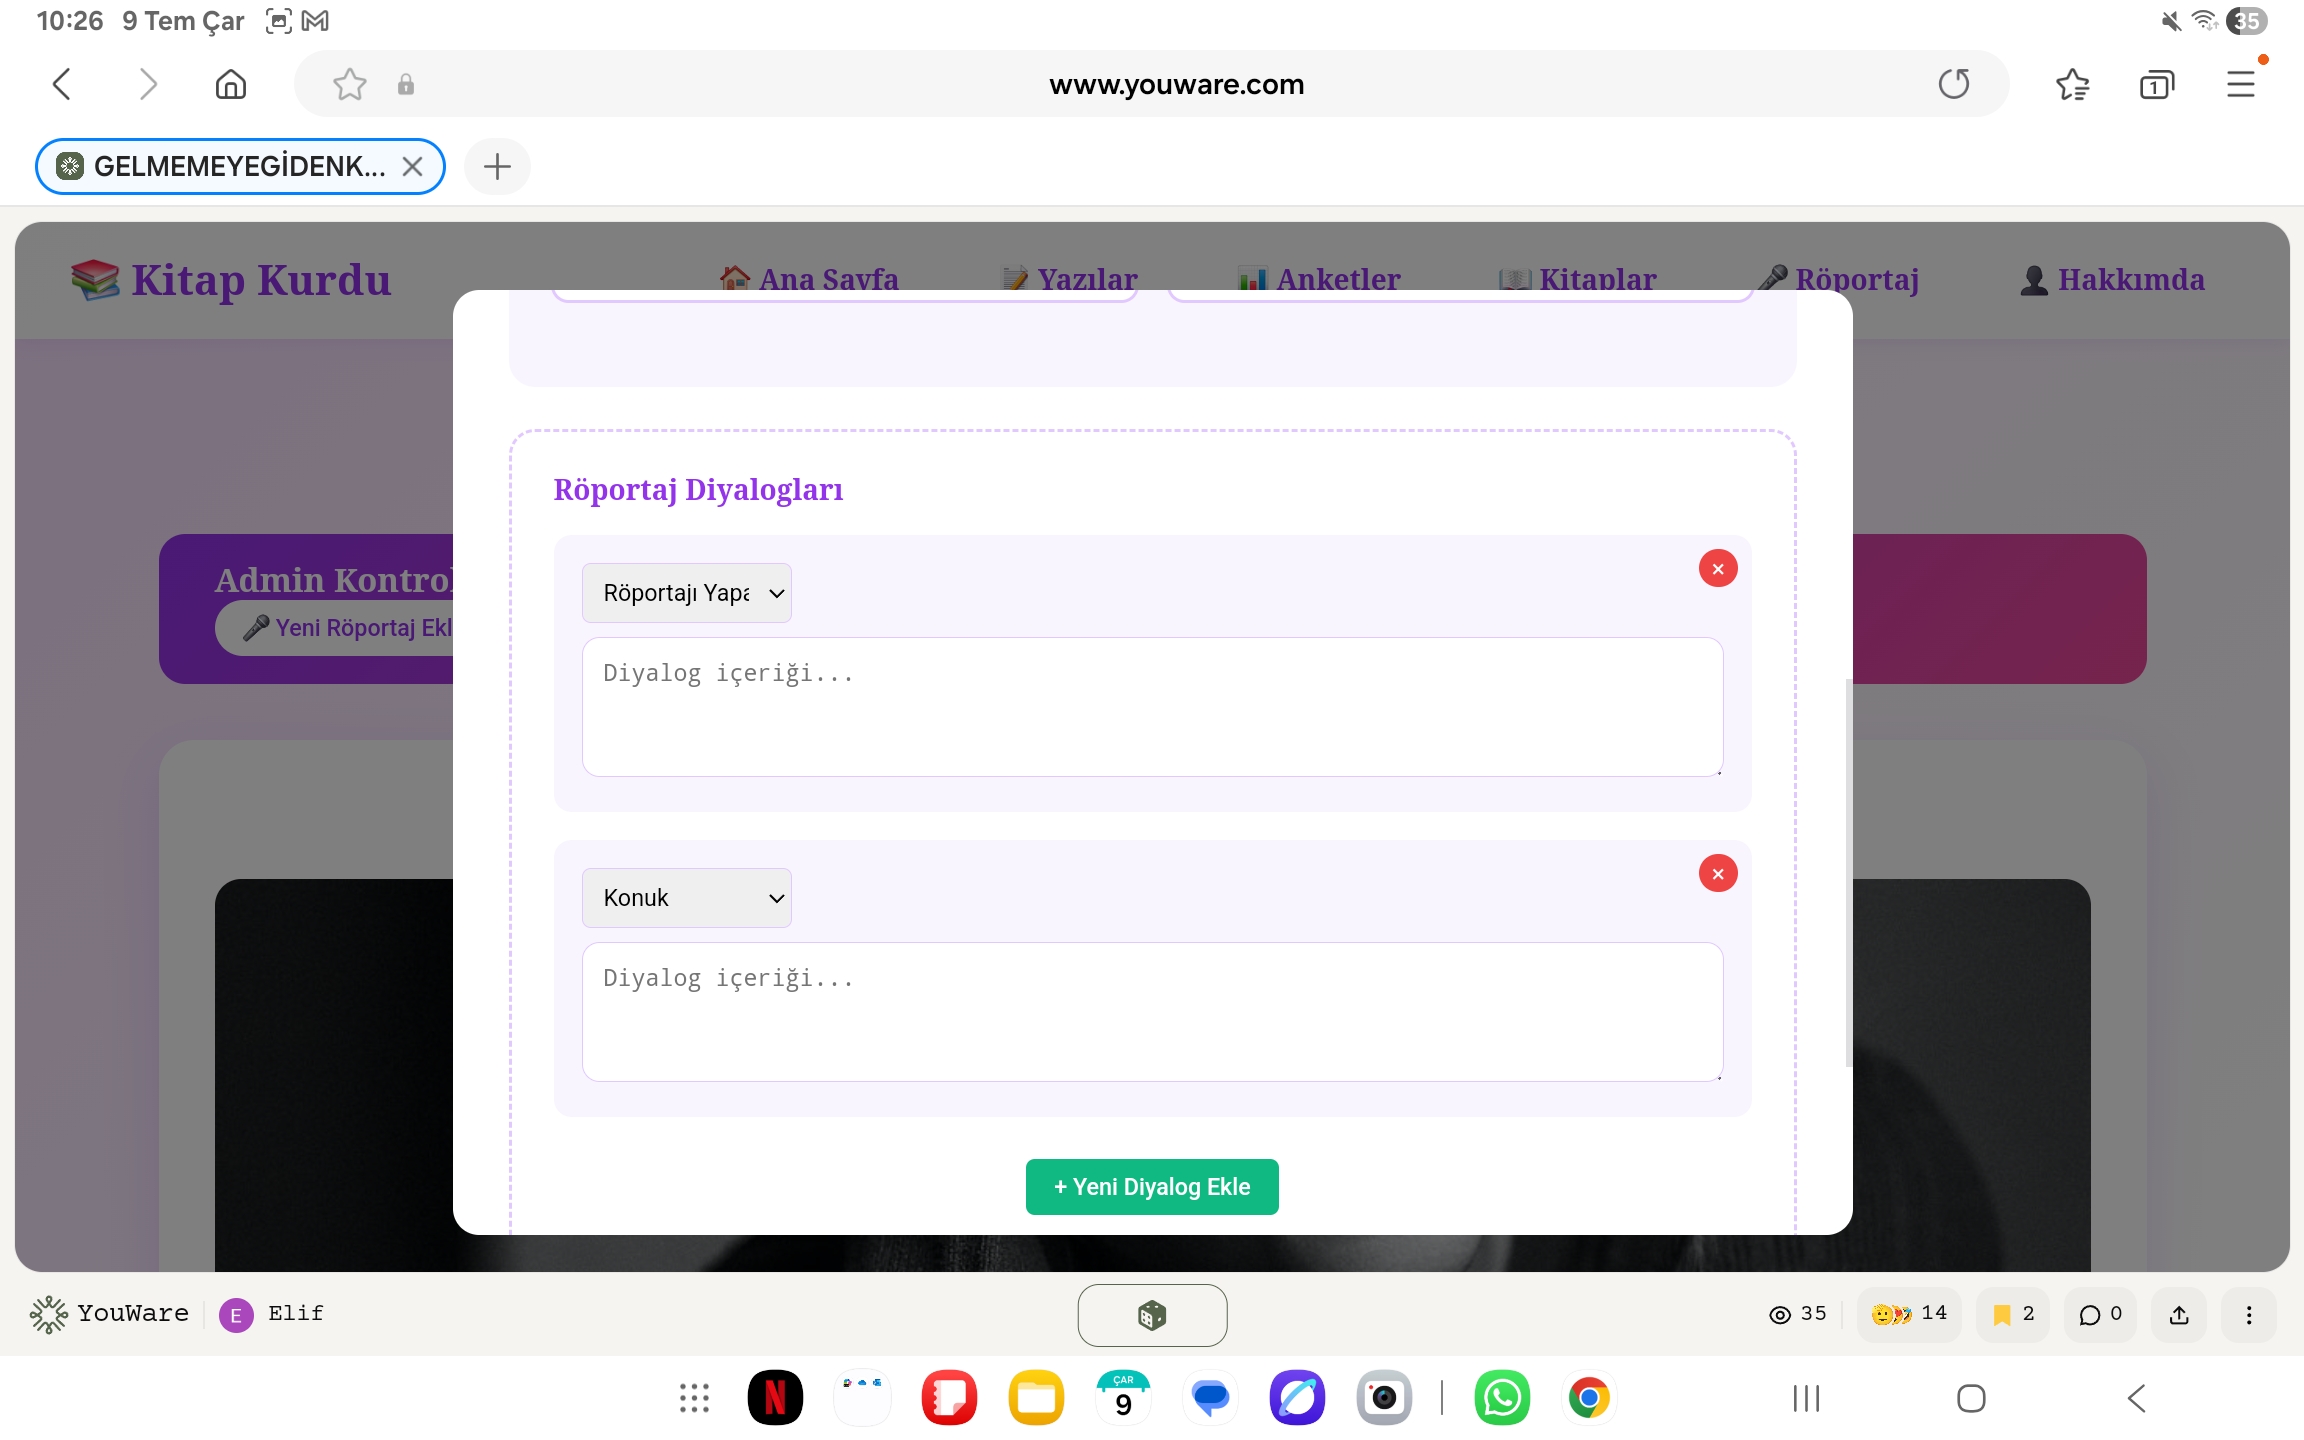 10:26 9 Tem Çar
35
www.youware.com
1
GELMEMEYEGİDENK...
📚 Kitap Kurdu
🏠 Ana Sayfa
📝 Yazılar
📊 Anketler
📖 Kitaplar
🎤 Röportaj
👤 Hakkımda
Admin Kontrol
🎤 Yeni Röportaj Ekl
Röportaj Diyalogları
Röportajı Yapa
Diyalog içeriği...
Konuk
Diyalog içeriği...
+ Yeni Diyalog Ekle
YouWare
E Elif
35
14
2
0
ÇAR
9